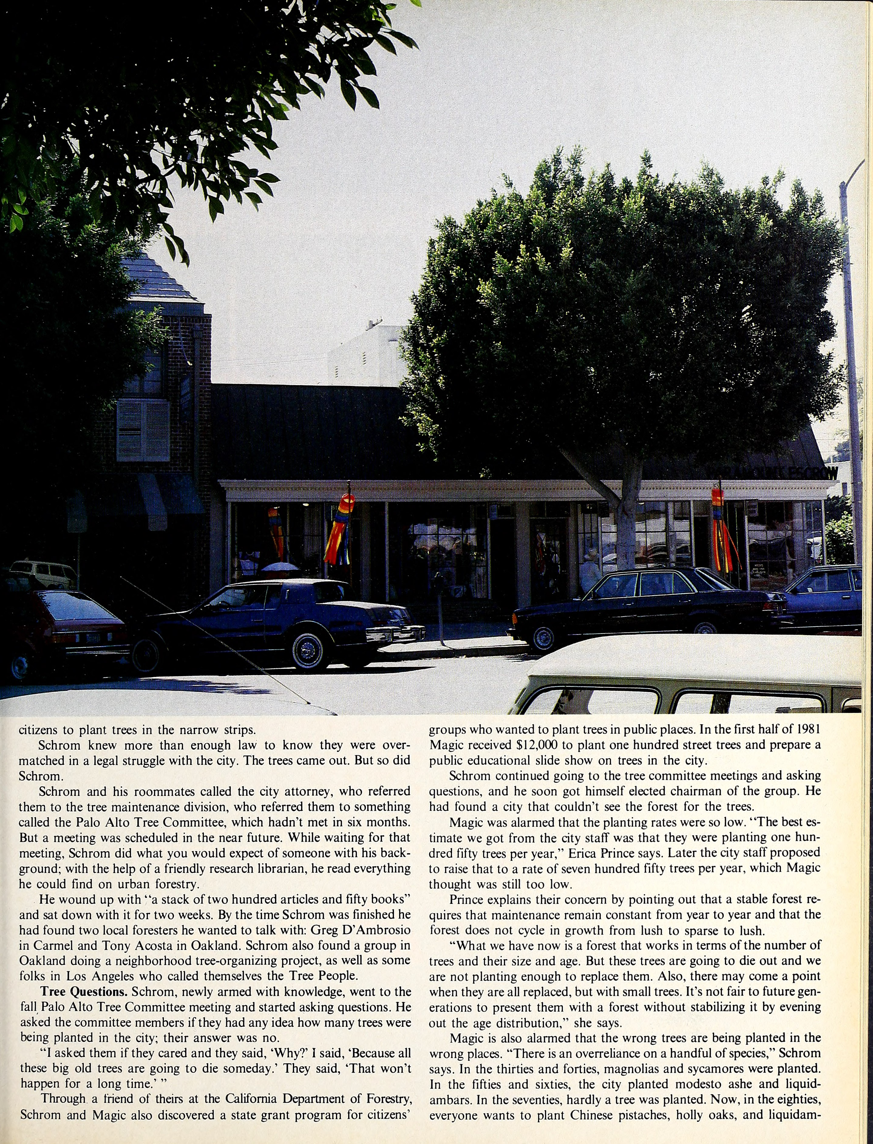 PARAMOUNT ESCROW
citizens to plant trees in the narrow strips.
Schrom knew more than enough law to know they were over-
matched in a legal struggle with the city. The trees came out. But so did
Schrom.
Schrom and his roommates called the city attorney, who referred
them to the tree maintenance division, who referred them to something
called the Palo Alto Tree Committee, which hadn't met in six months.
But a meeting was scheduled in the near future. While waiting for that
meeting, Schrom did what you would expect of someone with his back-
ground; with the help of a friendly research librarian, he read everything
he could find on urban forestry.
He wound up with “a stack of two hundred articles and fifty books”
and sat down with it for two weeks. By the time Schrom was finished he
had found two local foresters he wanted to talk with: Greg D'Ambrosio
in Carmel and Tony Acosta in Oakland. Schrom also found a group in
Oakland doing a neighborhood tree-organizing project, as well as some
folks in Los Angeles who called themselves the Tree People.
Tree Questions. Schrom, newly armed with knowledge, went to the
fall Palo Alto Tree Committee meeting and started asking questions. He
asked the committee members if they had any idea how many trees were
being planted in the city; their answer was no.
“I asked them if they cared and they said, ‘Why?’ I said, ‘Because all
these big old trees are going to die someday.’ They said, ‘That won't
happen for a long time.’ ”
Through a friend of theirs at the California Department of Forestry,
Schrom and Magic also discovered a state grant program for citizens'
groups who wanted to plant trees in public places. In the first half of 1981
Magic received $12,000 to plant one hundred street trees and prepare a
public educational slide show on trees in the city.
Schrom continued going to the tree committee meetings and asking
questions, and he soon got himself elected chairman of the group. He
had found a city that couldn't see the forest for the trees.
Magic was alarmed that the planting rates were so low. “The best es-
timate we got from the city staff was that they were planting one hun-
dred fifty trees per year,” Erica Prince says. Later the city staff proposed
to raise that to a rate of seven hundred fifty trees per year, which Magic
thought was still too low.
Prince explains their concern by pointing out that a stable forest re-
quires that maintenance remain constant from year to year and that the
forest does not cycle in growth from lush to sparse to lush.
“What we have now is a forest that works in terms of the number of
trees and their size and age. But these trees are going to die out and we
are not planting enough to replace them. Also, there may come a point
when they are all replaced, but with small trees. It's not fair to future gen-
erations to present them with a forest without stabilizing it by evening
out the age distribution,” she says.
Magic is also alarmed that the wrong trees are being planted in the
wrong places. “There is an overreliance on a handful of species,” Schrom
says. In the thirties and forties, magnolias and sycamores were planted.
In the fifties and sixties, the city planted modesto ashe and liquid-
ambars. In the seventies, hardly a tree was planted. Now, in the eighties,
everyone wants to plant Chinese pistaches, holly oaks, and liquidam-